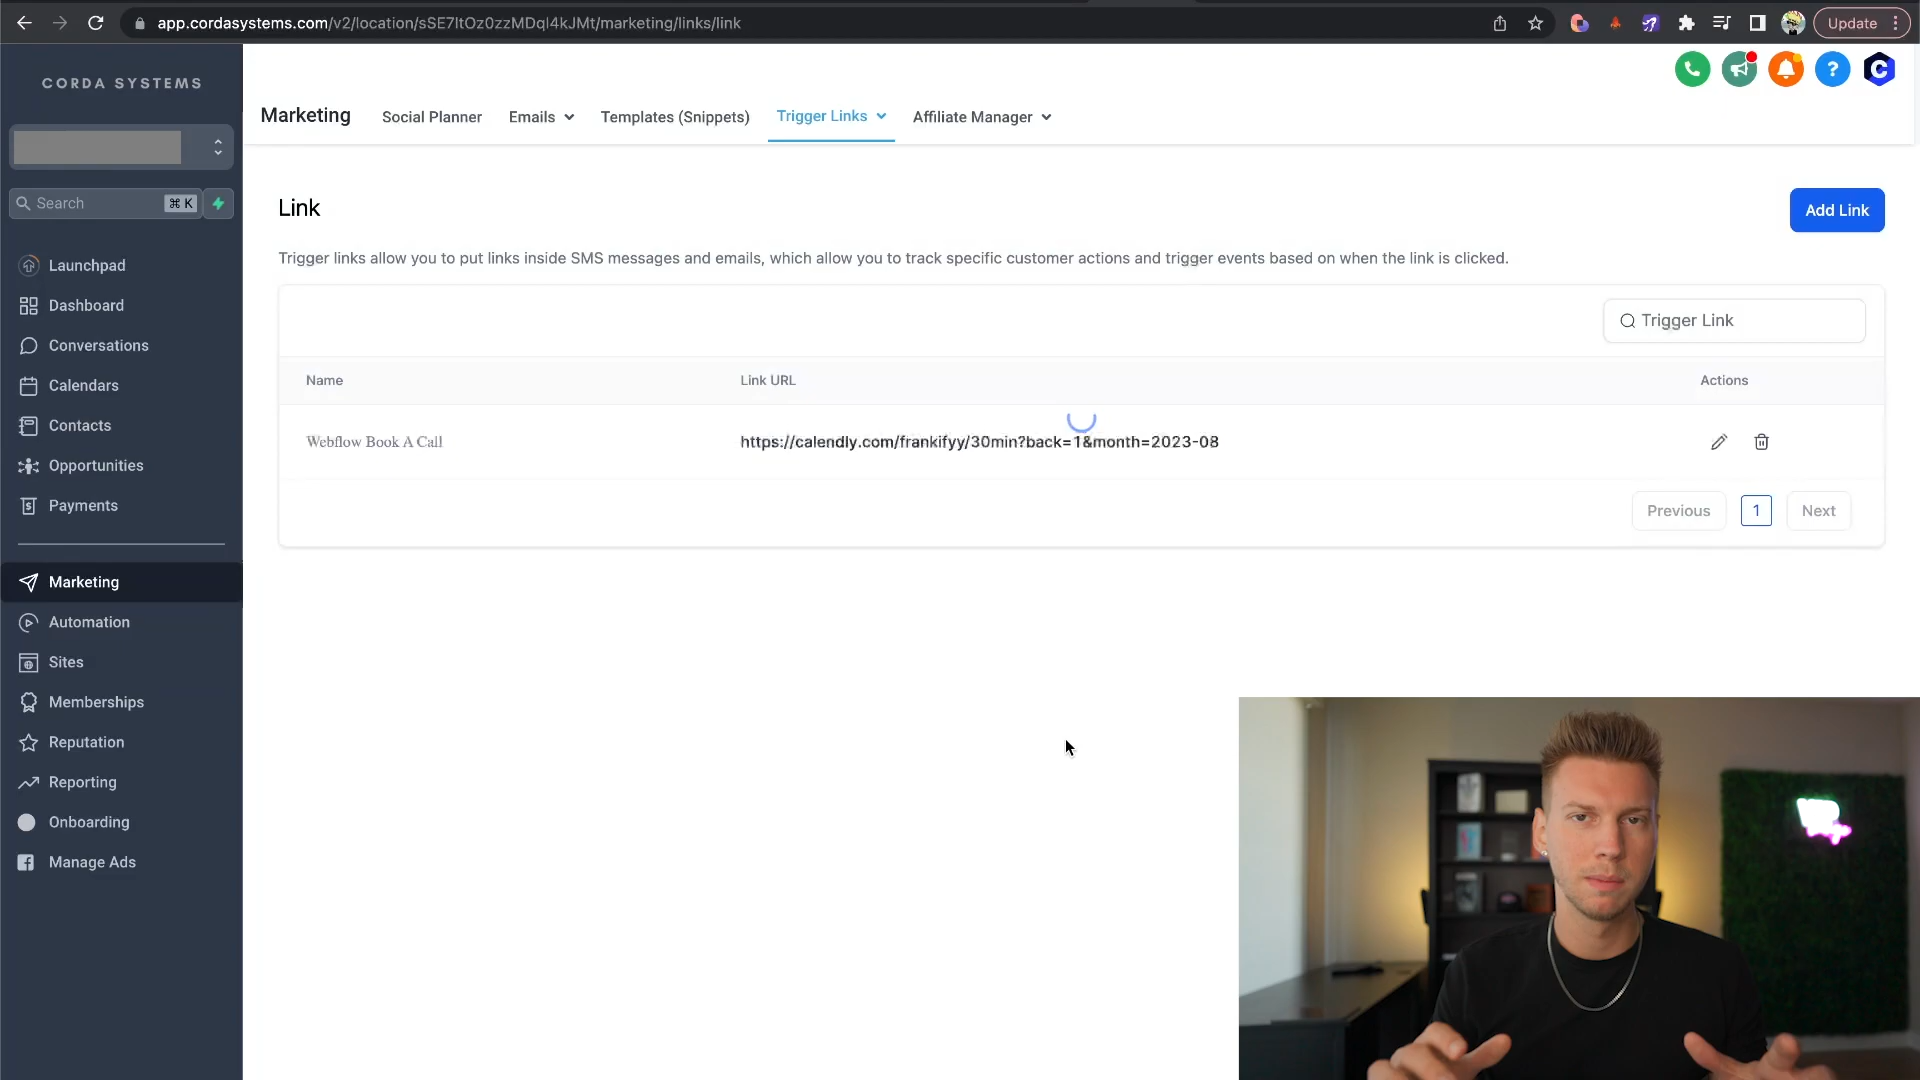 app.cordasystems.com/v2/location/sSE7ltOz0zzMDql4kJMt/marketing/links/link
Update
CORDA SYSTEMS
Search
⌘ K
Launchpad
Dashboard
Conversations
Calendars
Contacts
Opportunities
Payments
Marketing
Automation
Sites
Memberships
Reputation
Reporting
Onboarding
Manage Ads
Marketing
Social Planner
Emails
Templates (Snippets)
Trigger Links
Affiliate Manager
Link
Add Link
Trigger links allow you to put links inside SMS messages and emails, which allow you to track specific customer actions and trigger events based on when the link is clicked.
Trigger Link
Name
Link URL
Actions
Webflow Book A Call
https://calendly.com/frankifyy/30min?back=1&month=2023-08
Previous
1
Next